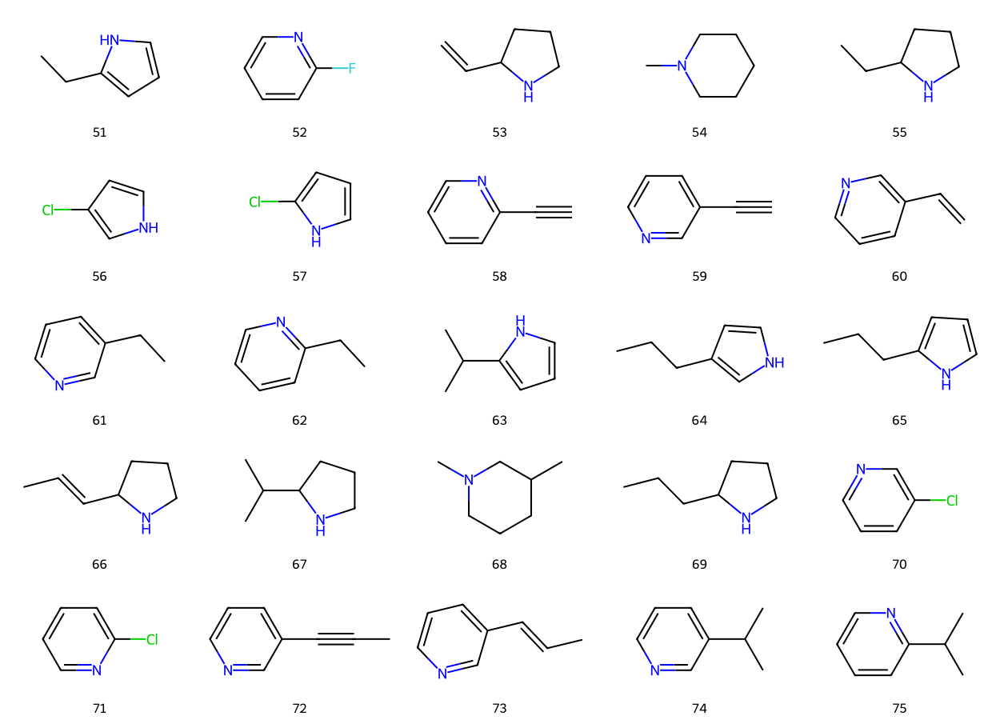 HN N F N H N N H
51 52 53 54 55
Cl NH Cl N H N N N
56 57 58 59 60
N N H N NH N H
61 62 63 64 65
N H N H N N H N Cl
66 67 68 69 70
N Cl N N N N
71 72 73 74 75